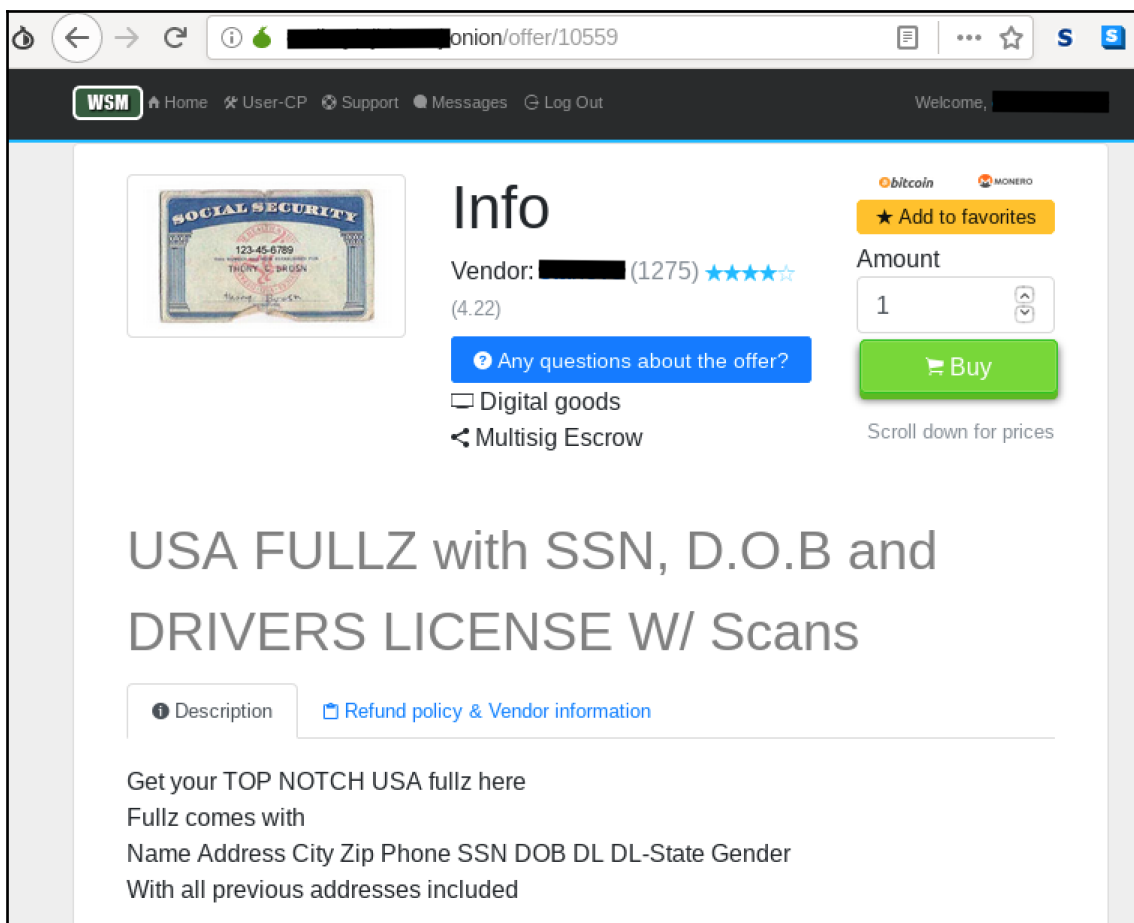 onion/offer/10559
S
S
WSM Home User-CP Support Messages Log Out
Welcome,
SOCIAL SECURITY
123-45-6789
Info
Vendor: (1275)
(4.22)
Any questions about the offer?
Digital goods
Multisig Escrow
bitcoin MONERO
Add to favorites
Amount
1
Buy
Scroll down for prices
USA FULLZ with SSN, D.O.B and
DRIVERS LICENSE W/ Scans
Description Refund policy & Vendor information
Get your TOP NOTCH USA fullz here
Fullz comes with
Name Address City Zip Phone SSN DOB DL DL-State Gender
With all previous addresses included